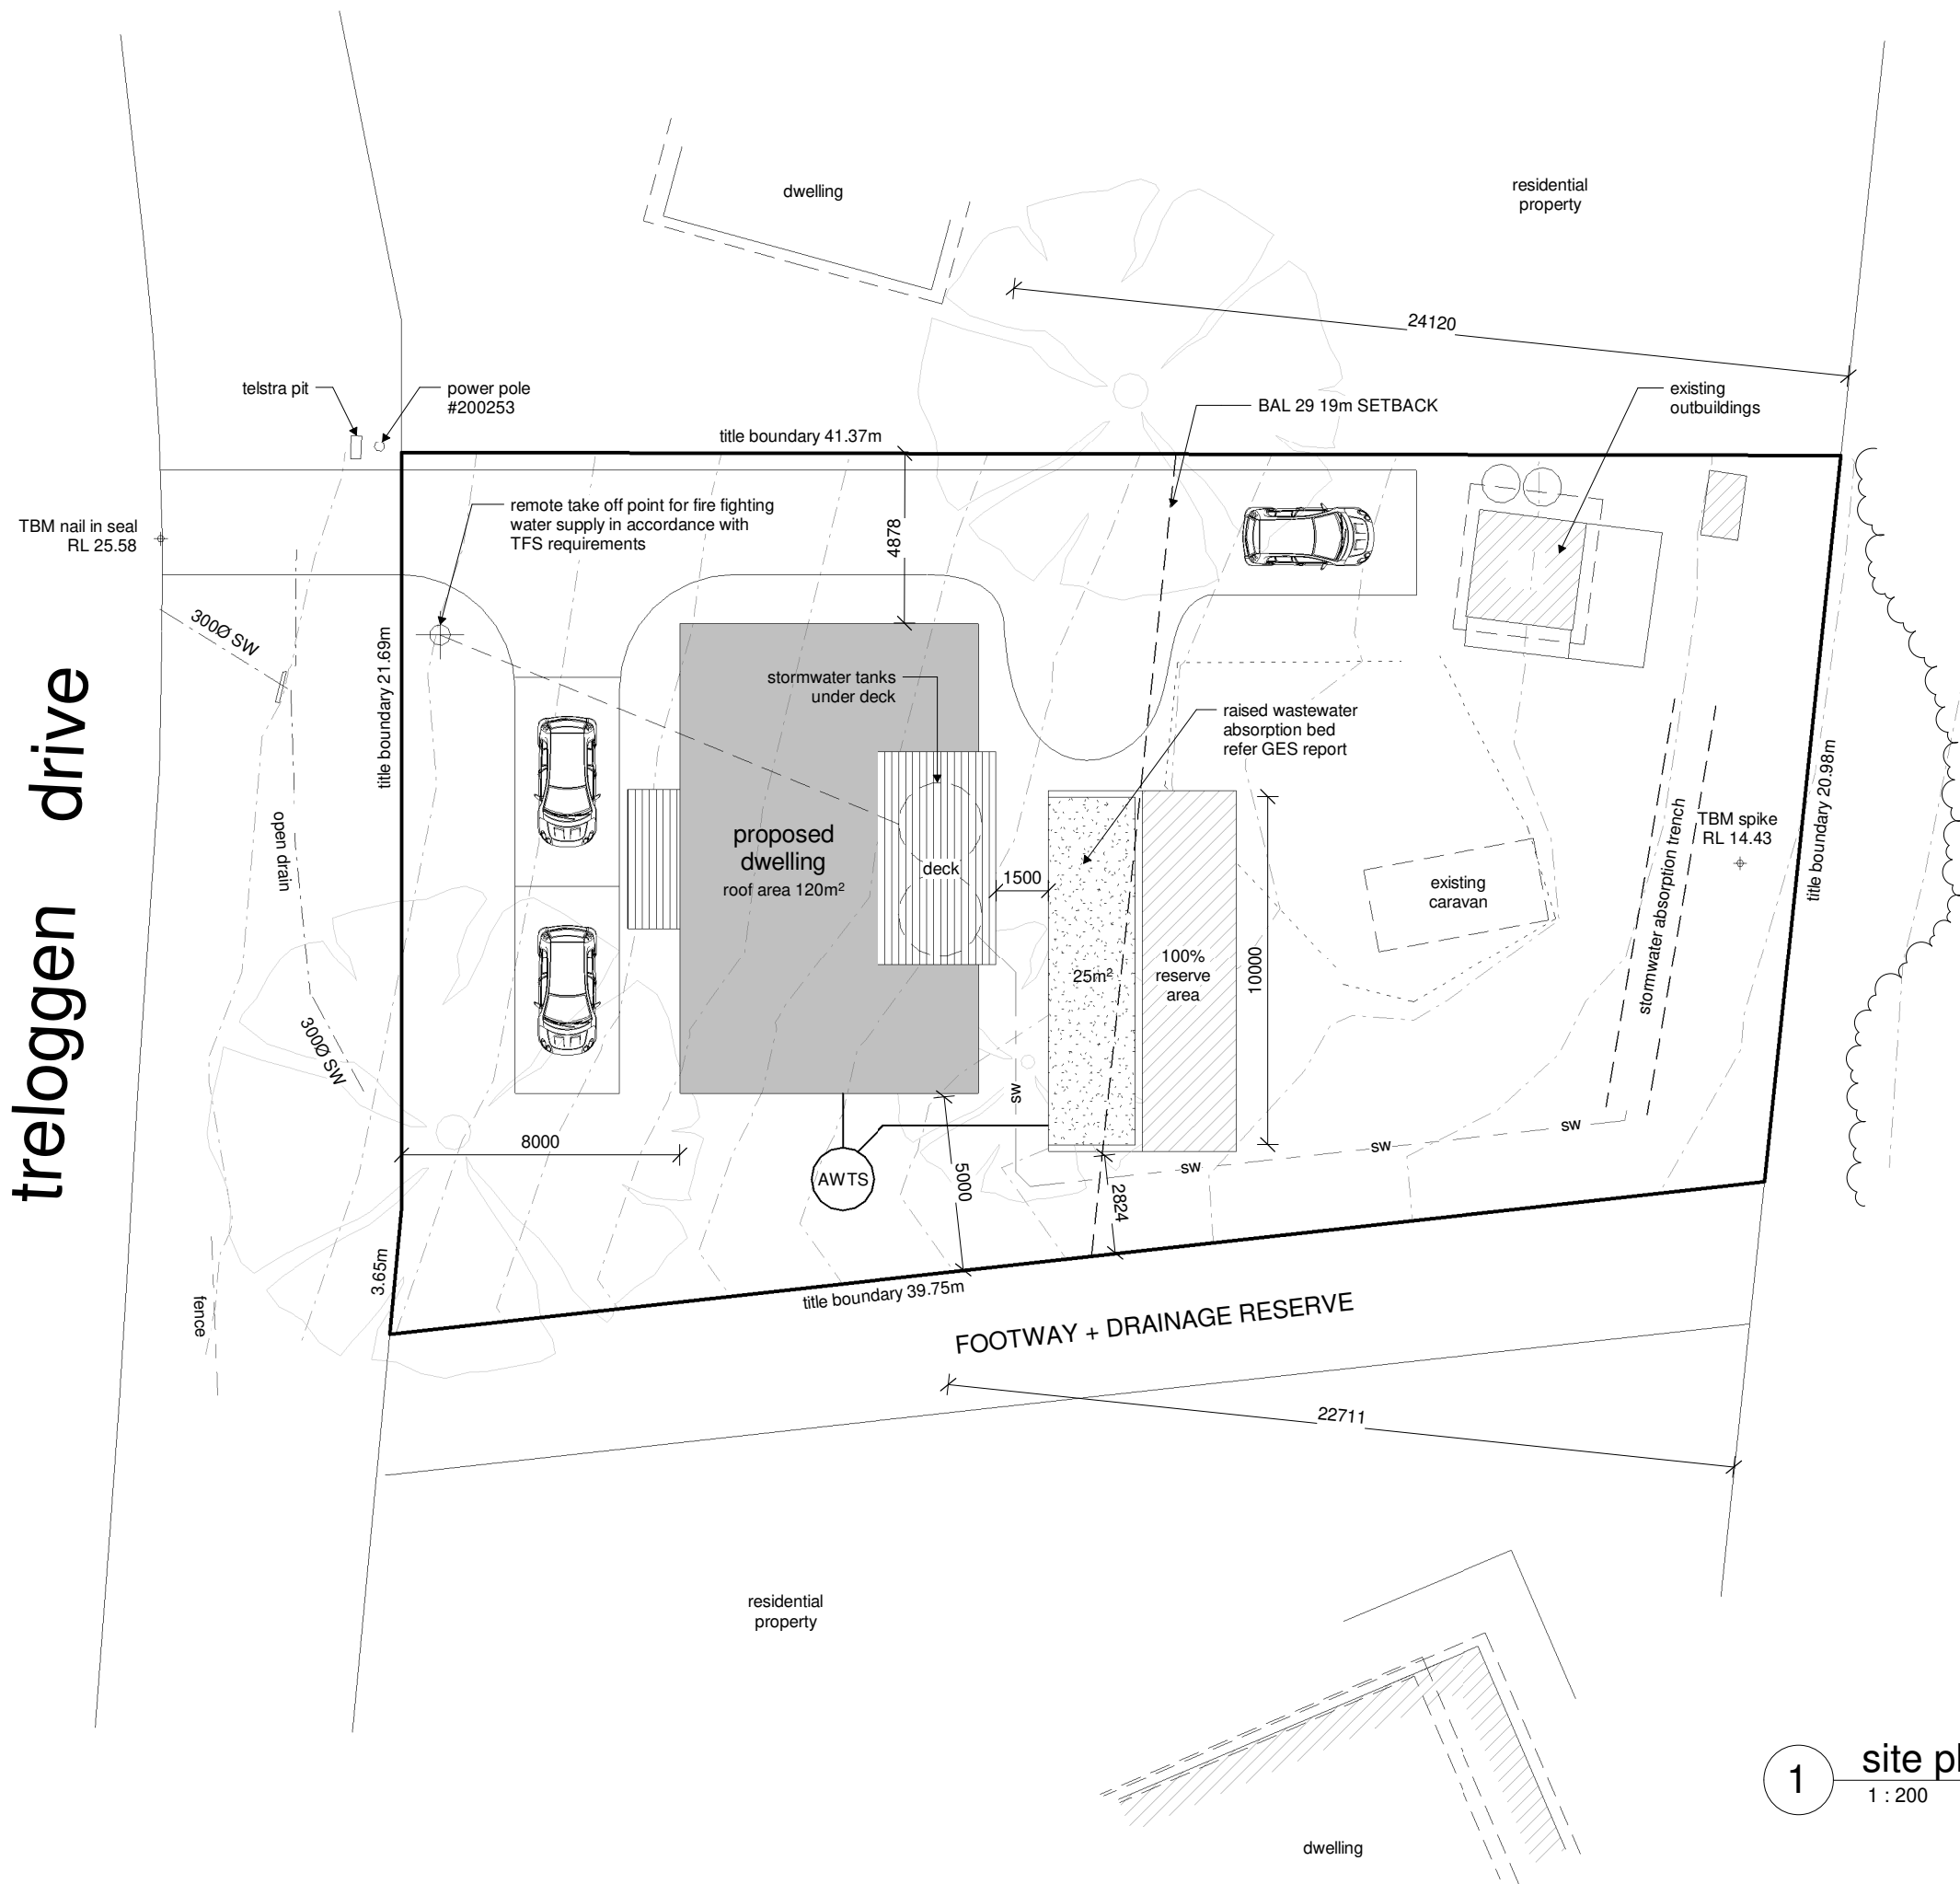 dwelling
residential
property
24120
telstra pit
power pole
#200253
BAL 29 19m SETBACK
existing
outbuildings
title boundary 41.37m
remote take off point for fire fighting
water supply in accordance with
TFS requirements
4878
TBM nail in seal
RL 25.58
300Ø SW
title boundary 21.69m
treloggen drive
stormwater tanks
under deck
raised wastewater
absorption bed
refer GES report
title boundary 20.98m
stormwater absorption trench
TBM spike
RL 14.43
open drain
proposed
dwelling
roof area 120m²
deck
1500
existing
caravan
25m²
100%
reserve
area
10000
300Ø SW
sw
8000
AWTS
5000
2824
sw
sw
sw
3.65m
fence
title boundary 39.75m
FOOTWAY + DRAINAGE RESERVE
22711
residential
property
dwelling
1
site pl
1 : 200